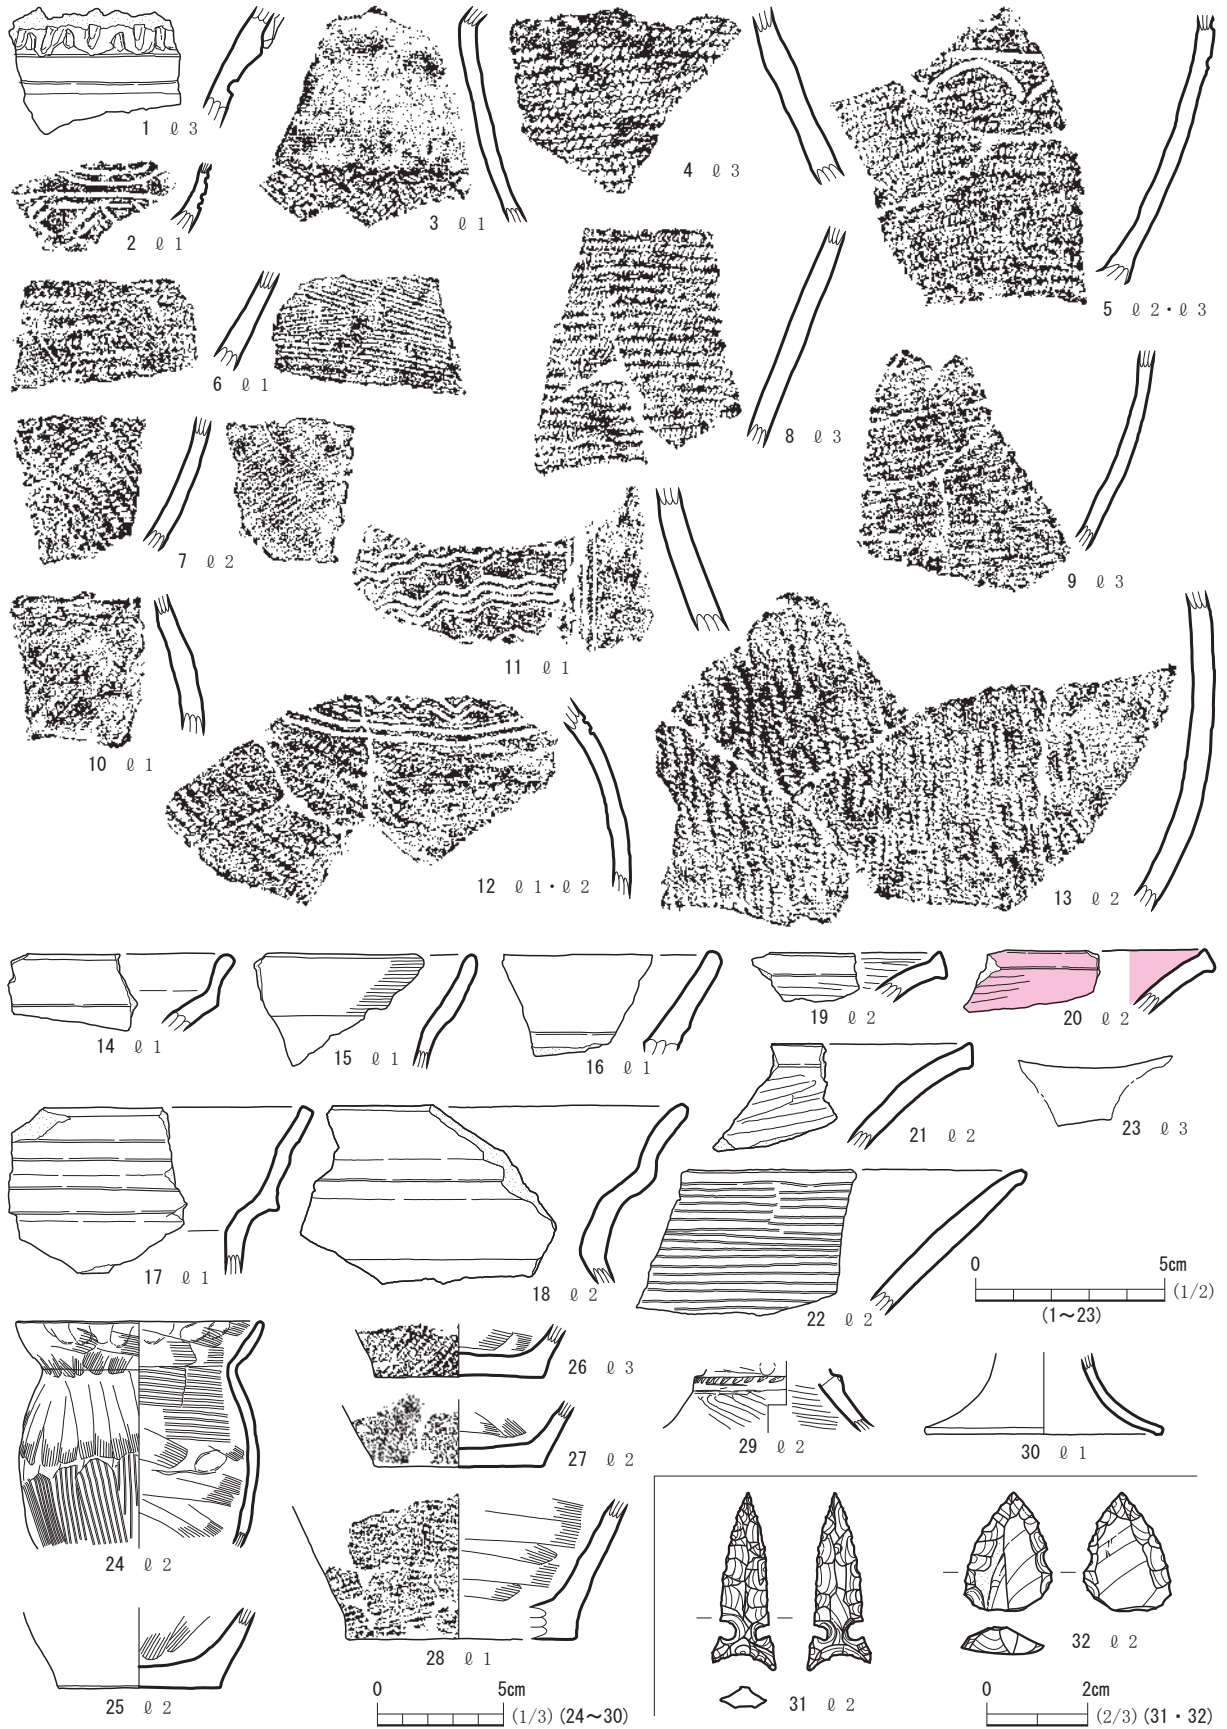 1 ℓ 3
2 ℓ 1
3 ℓ 1
4 ℓ 3
5 ℓ 2・ℓ 3
6 ℓ 1
7 ℓ 2
8 ℓ 3
9 ℓ 3
10 ℓ 1
11 ℓ 1
12 ℓ 1・ℓ 2
13 ℓ 2
14 ℓ 1
15 ℓ 1
16 ℓ 1
17 ℓ 1
18 ℓ 2
19 ℓ 2
20 ℓ 2
21 ℓ 2
22 ℓ 2
23 ℓ 3
0 5cm (1/2)
(1～23)
24 ℓ 2
25 ℓ 2
26 ℓ 3
27 ℓ 2
28 ℓ 1
29 ℓ 2
30 ℓ 1
0 5cm (1/3) (24～30)
31 ℓ 2
32 ℓ 2
0 2cm (2/3) (31・32)